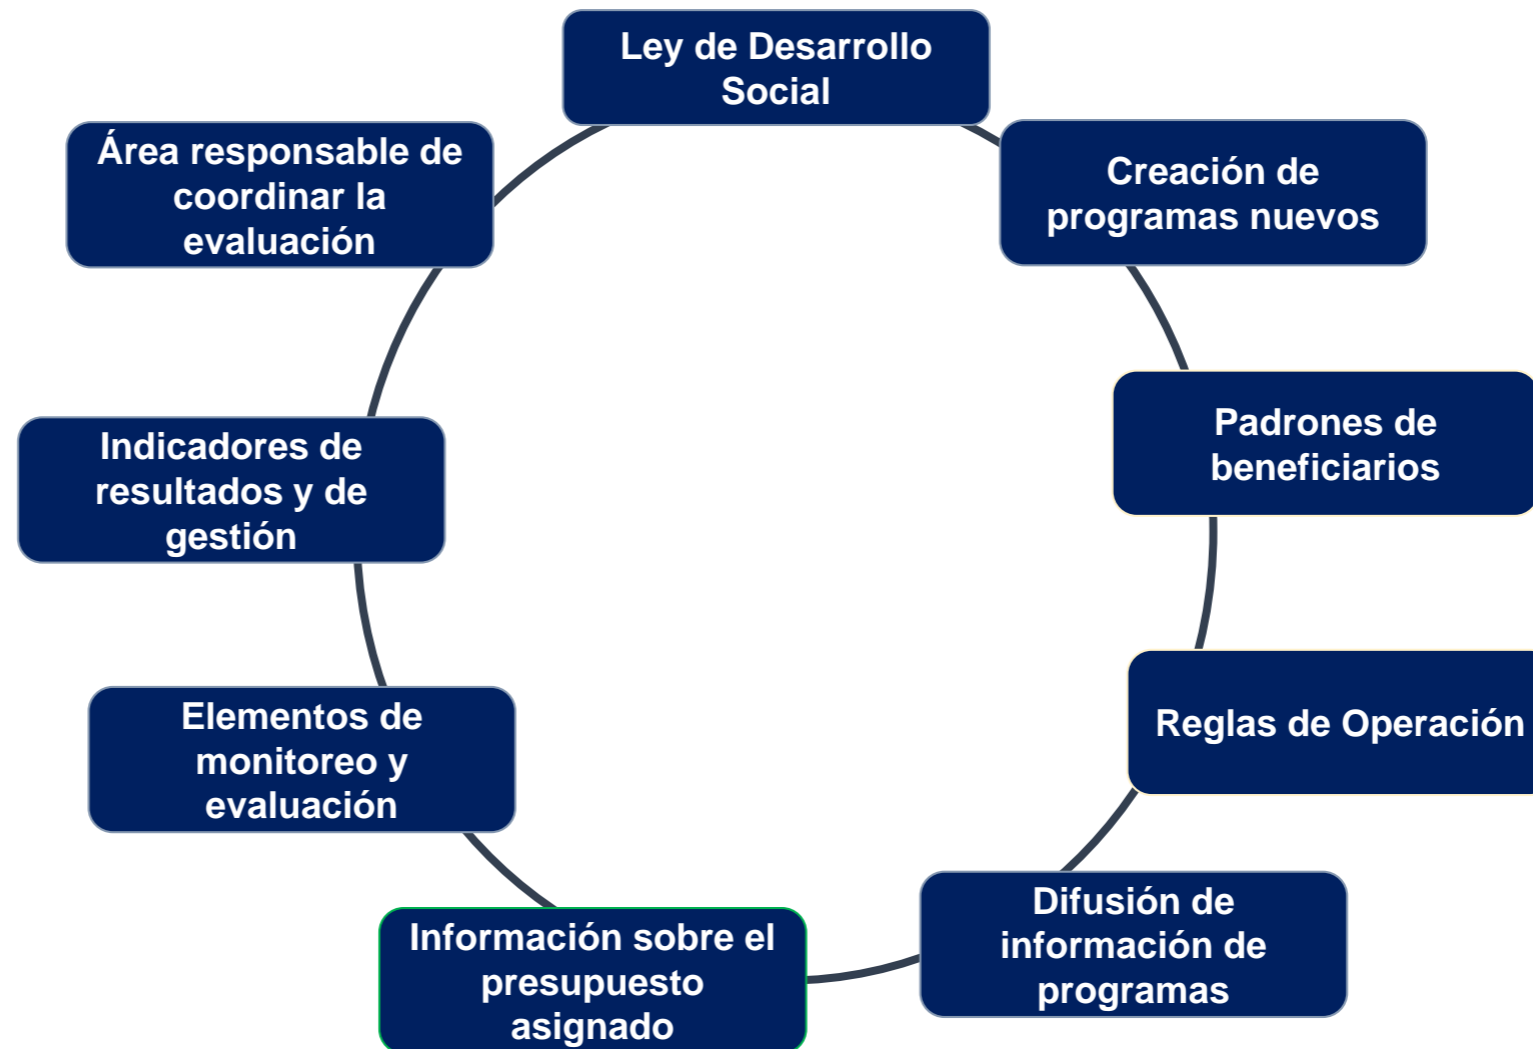 Ley de Desarrollo
Social
Creación de
programas nuevos
Padrones de
beneficiarios
Reglas de Operación
Difusión de
información de
programas
Información sobre el
presupuesto
asignado
Elementos de
monitoreo y
evaluación
Indicadores de
resultados y de
gestión
Área responsable de
coordinar la
evaluación